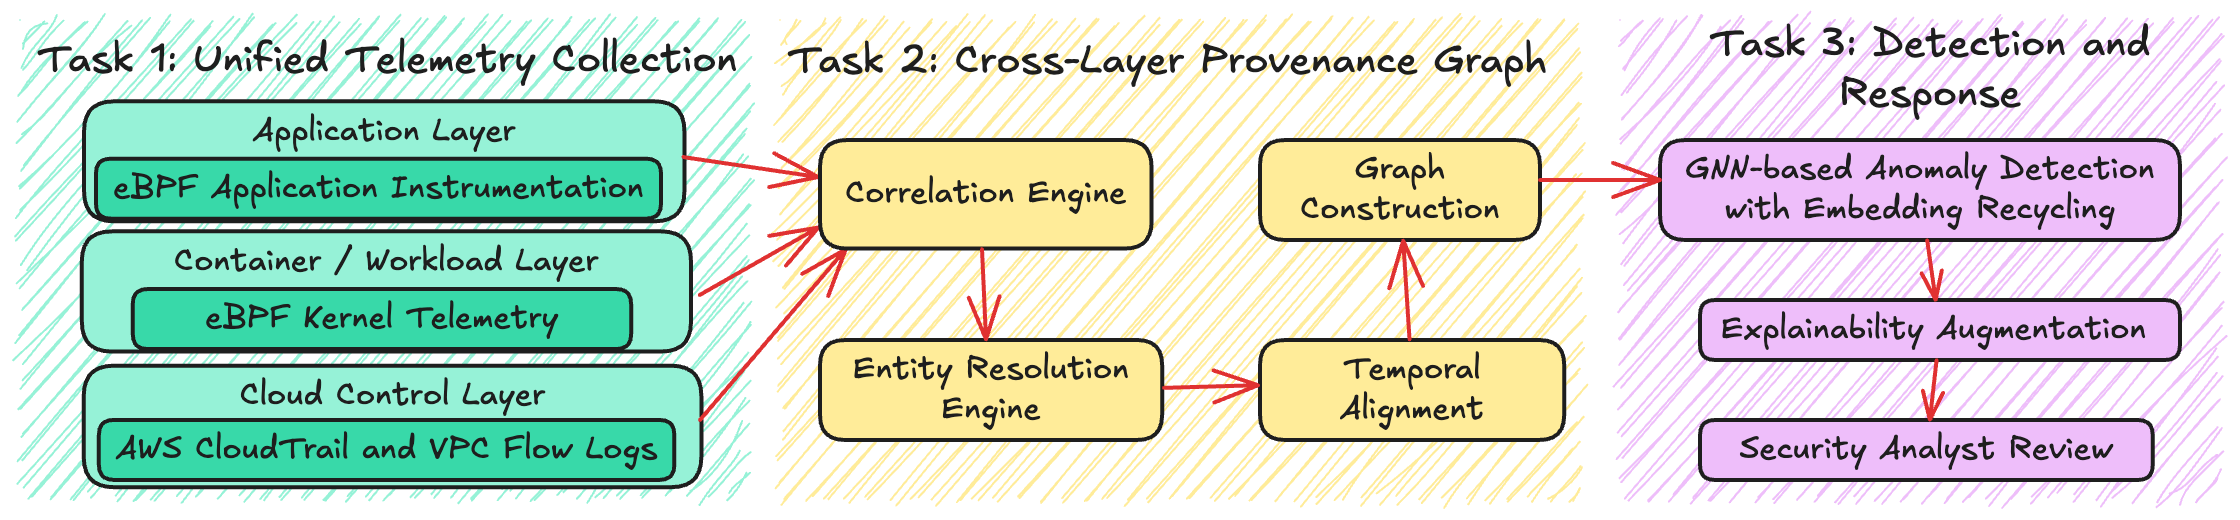 Task 1: Unified Telemetry Collection
Application Layer
eBPF Application Instrumentation
Container / Workload Layer
eBPF Kernel Telemetry
Cloud Control Layer
AWS CloudTrail and VPC Flow Logs
Task 2: Cross-Layer Provenance Graph
Correlation Engine
Entity Resolution
Engine
Temporal
Alignment
Graph
Construction
Task 3: Detection and
Response
GNN-based Anomaly Detection
with Embedding Recycling
Explainability Augmentation
Security Analyst Review